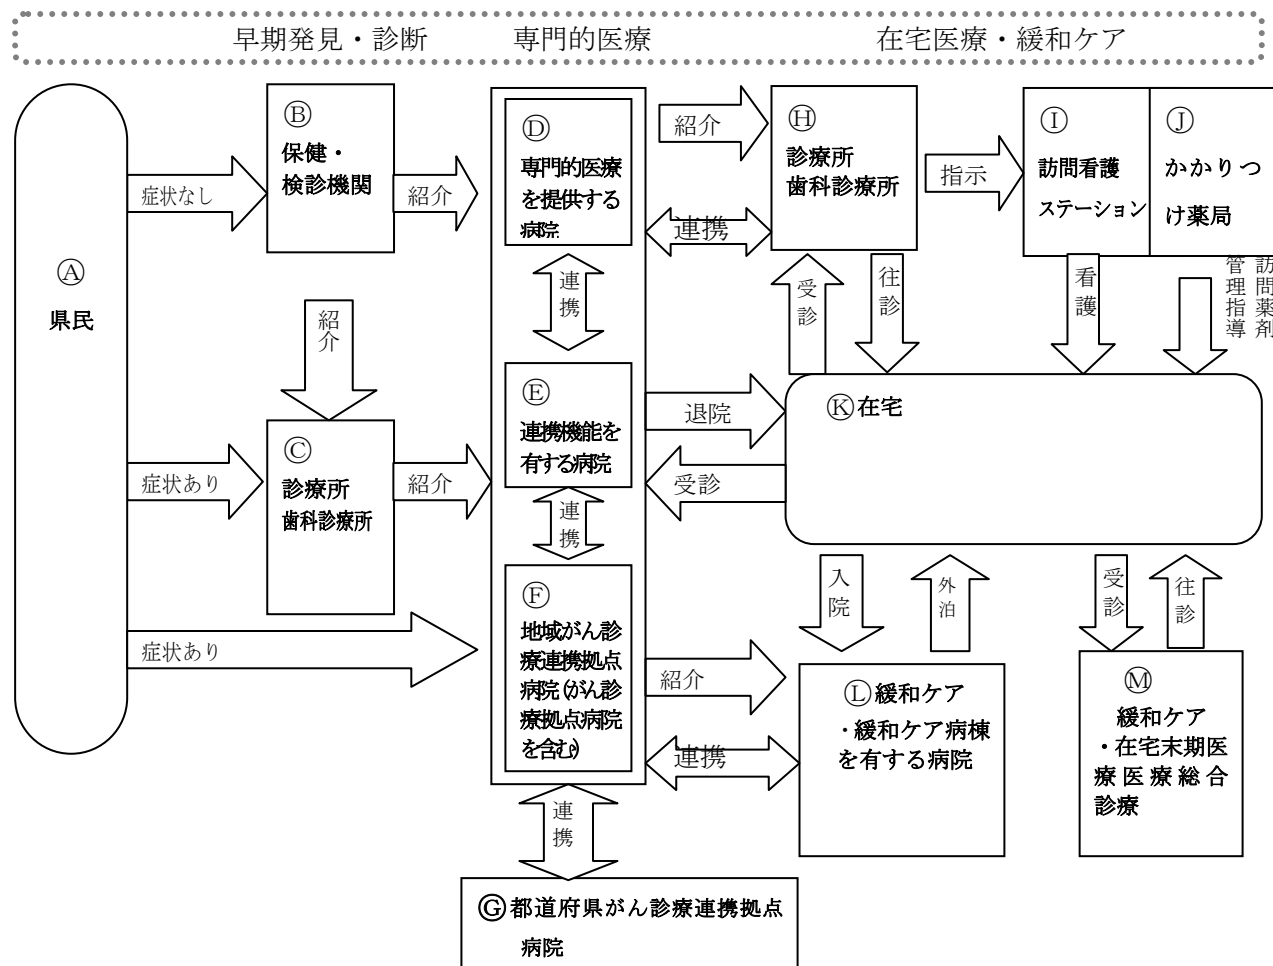 早期発見・診断 専門的医療 在宅医療・緩和ケア
Ⓐ
県民
症状なし
症状あり
症状あり
Ⓑ
保健・
検診機関
紹介
紹介
Ⓒ
診療所
歯科診療所
紹介
Ⓓ
専門的医療
を提供する
病院
連携
Ⓔ
連携機能を
有する病院
連携
Ⓕ
地域がん診
療連携拠点
病院(がん診
療拠点病院
を含む)
連携
Ⓖ都道府県がん診療連携拠点
病院
紹介
連携
退院
受診
紹介
連携
Ⓗ
診療所
歯科診療所
指示
受診
往診
Ⓘ
訪問看護
ステーション
看護
Ⓙ
かかりつ
け薬局
訪問薬剤
管理指導
Ⓚ在宅
入院
外泊
受診
往診
Ⓛ緩和ケア
・緩和ケア病棟
を有する病院
Ⓜ
緩和ケア
・在宅末期医
療医療総合
診療